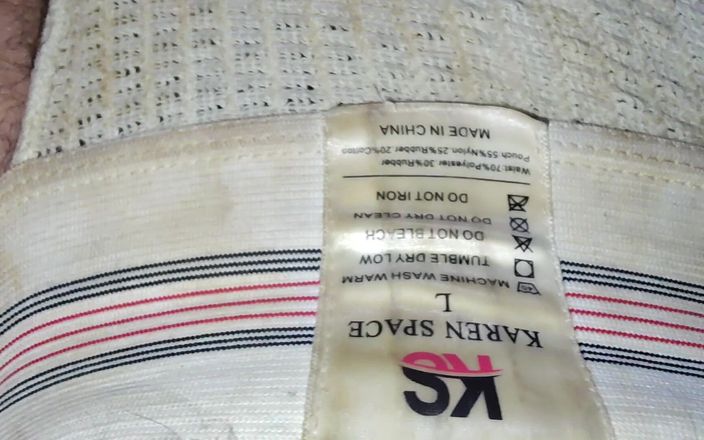 KS
KS
KAREN SPACE
L
MACHINE WASH WARM
TUMBLE DRY LOW
DO NOT BLEACH
DO NOT DRY CLEAN
DO NOT IRON
Waist:70%Polyester 30%Rubber
Pouch 55%Nylon 25%Rubber 20%Cotton
MADE IN CHINA